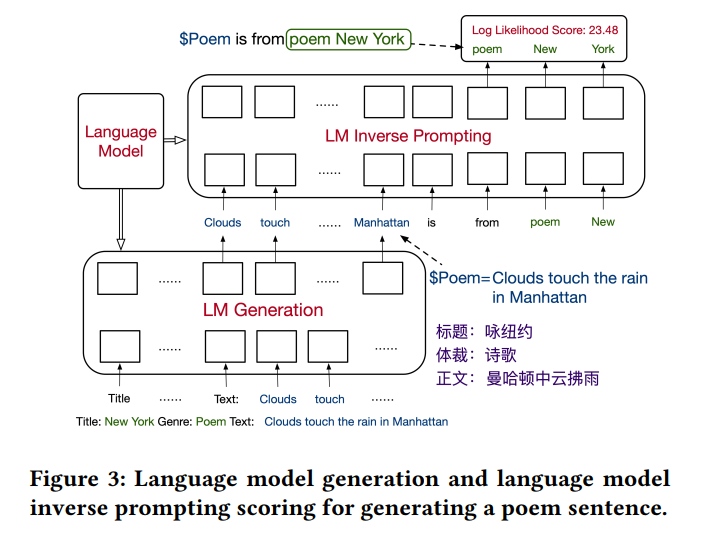 $Poem is from poem New York
Log Likelihood Score: 23.48
poem New York
Language
Model
......
LM Inverse Prompting
......
Clouds touch ...... Manhattan is from poem New
$Poem=Clouds touch the rain
in Manhattan
...... ......
LM Generation
...... ......
标题：咏纽约
体裁：诗歌
正文：曼哈顿中云拂雨
Title ...... Text: Clouds touch ......
Title: New York Genre: Poem Text: Clouds touch the rain in Manhattan
Figure 3: Language model generation and language model
inverse prompting scoring for generating a poem sentence.